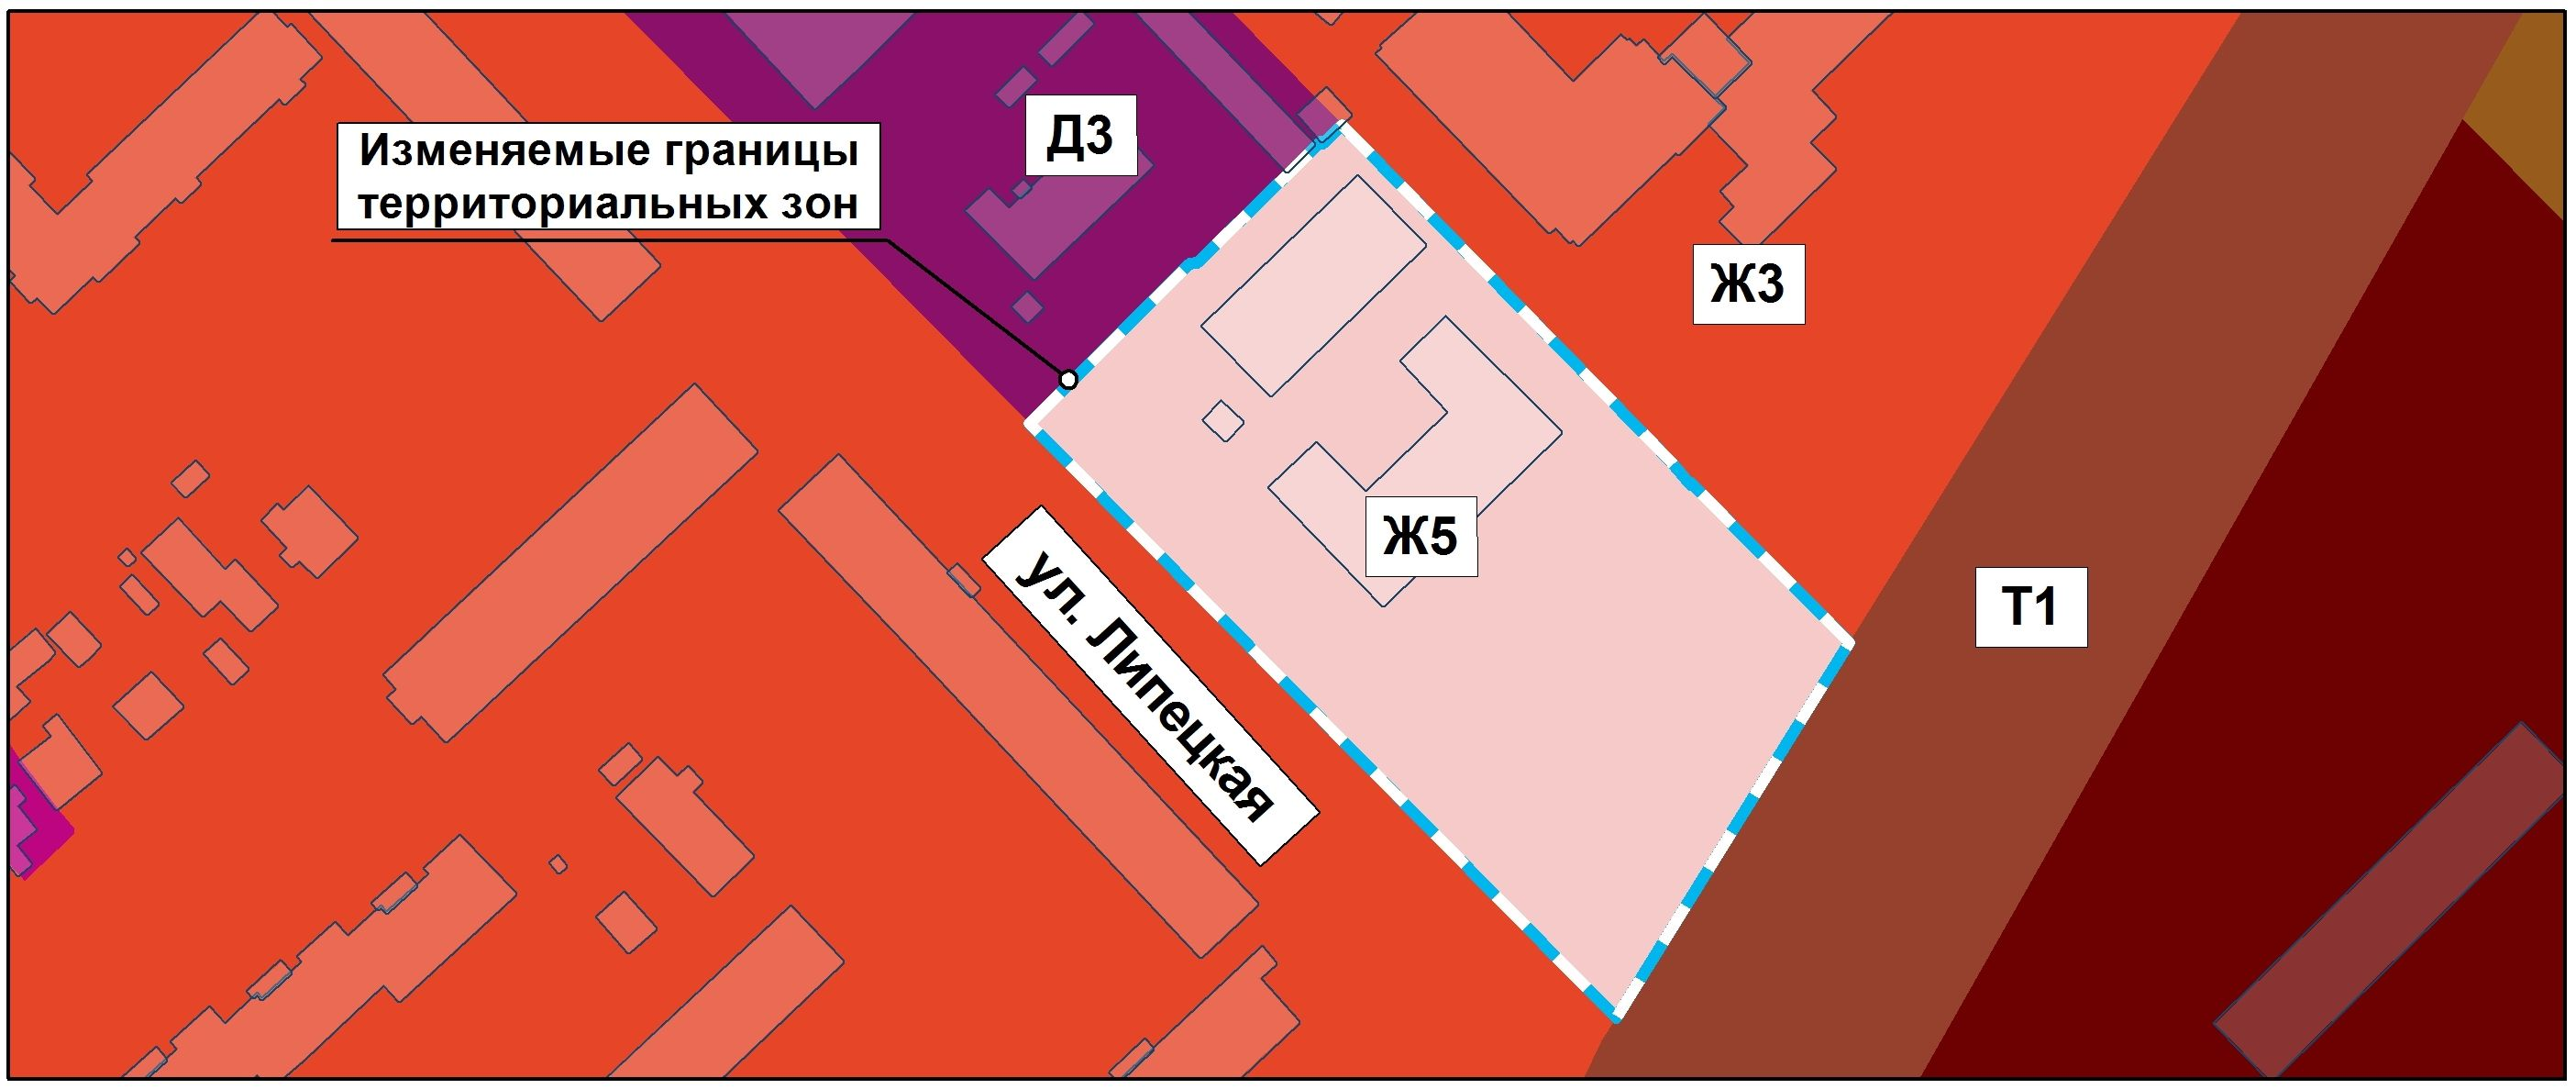 Д3
Изменяемые границы
территориальных зон
Ж3
Ж5
ул. Липецкая
Т1